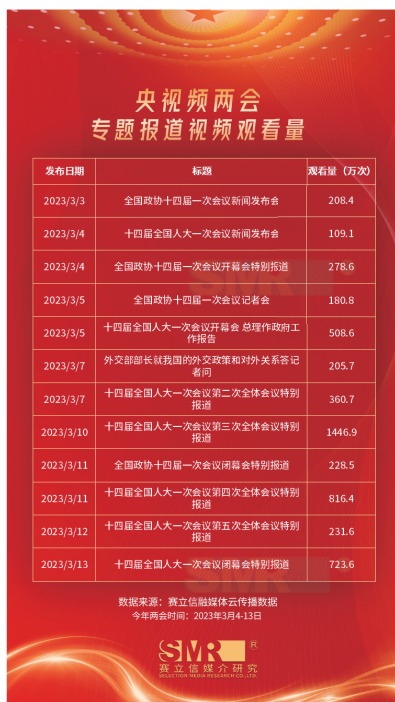 央视频两会
专题报道视频观看量
发布日期 标题 观看量（万次）
2023/3/3 全国政协十四届一次会议新闻发布会 208.4
2023/3/4 十四届全国人大一次会议新闻发布会 109.1
2023/3/4 全国政协十四届一次会议开幕会特别报道 278.6
2023/3/5 全国政协十四届一次会议记者会 180.8
2023/3/5 十四届全国人大一次会议开幕会 总理作政府工 508.6
作报告
2023/3/7 外交部部长就我国的外交政策和对外关系答记 205.7
者问
2023/3/7 十四届全国人大一次会议第二次全体会议特别 360.7
报道
2023/3/10 十四届全国人大一次会议第三次全体会议特别 1446.9
报道
2023/3/11 全国政协十四届一次会议闭幕会特别报道 228.5
2023/3/11 十四届全国人大一次会议第四次全体会议特别 816.4
报道
2023/3/12 十四届全国人大一次会议第五次全体会议特别 231.6
报道
2023/3/13 十四届全国人大一次会议闭幕会特别报道 723.6
数据来源：赛立信融媒体云传播数据
今年两会时间：2023年3月4-13日
SMR ®
赛立信媒介研究
SELECTION MEDIA RESEARCH CO.,LTD.